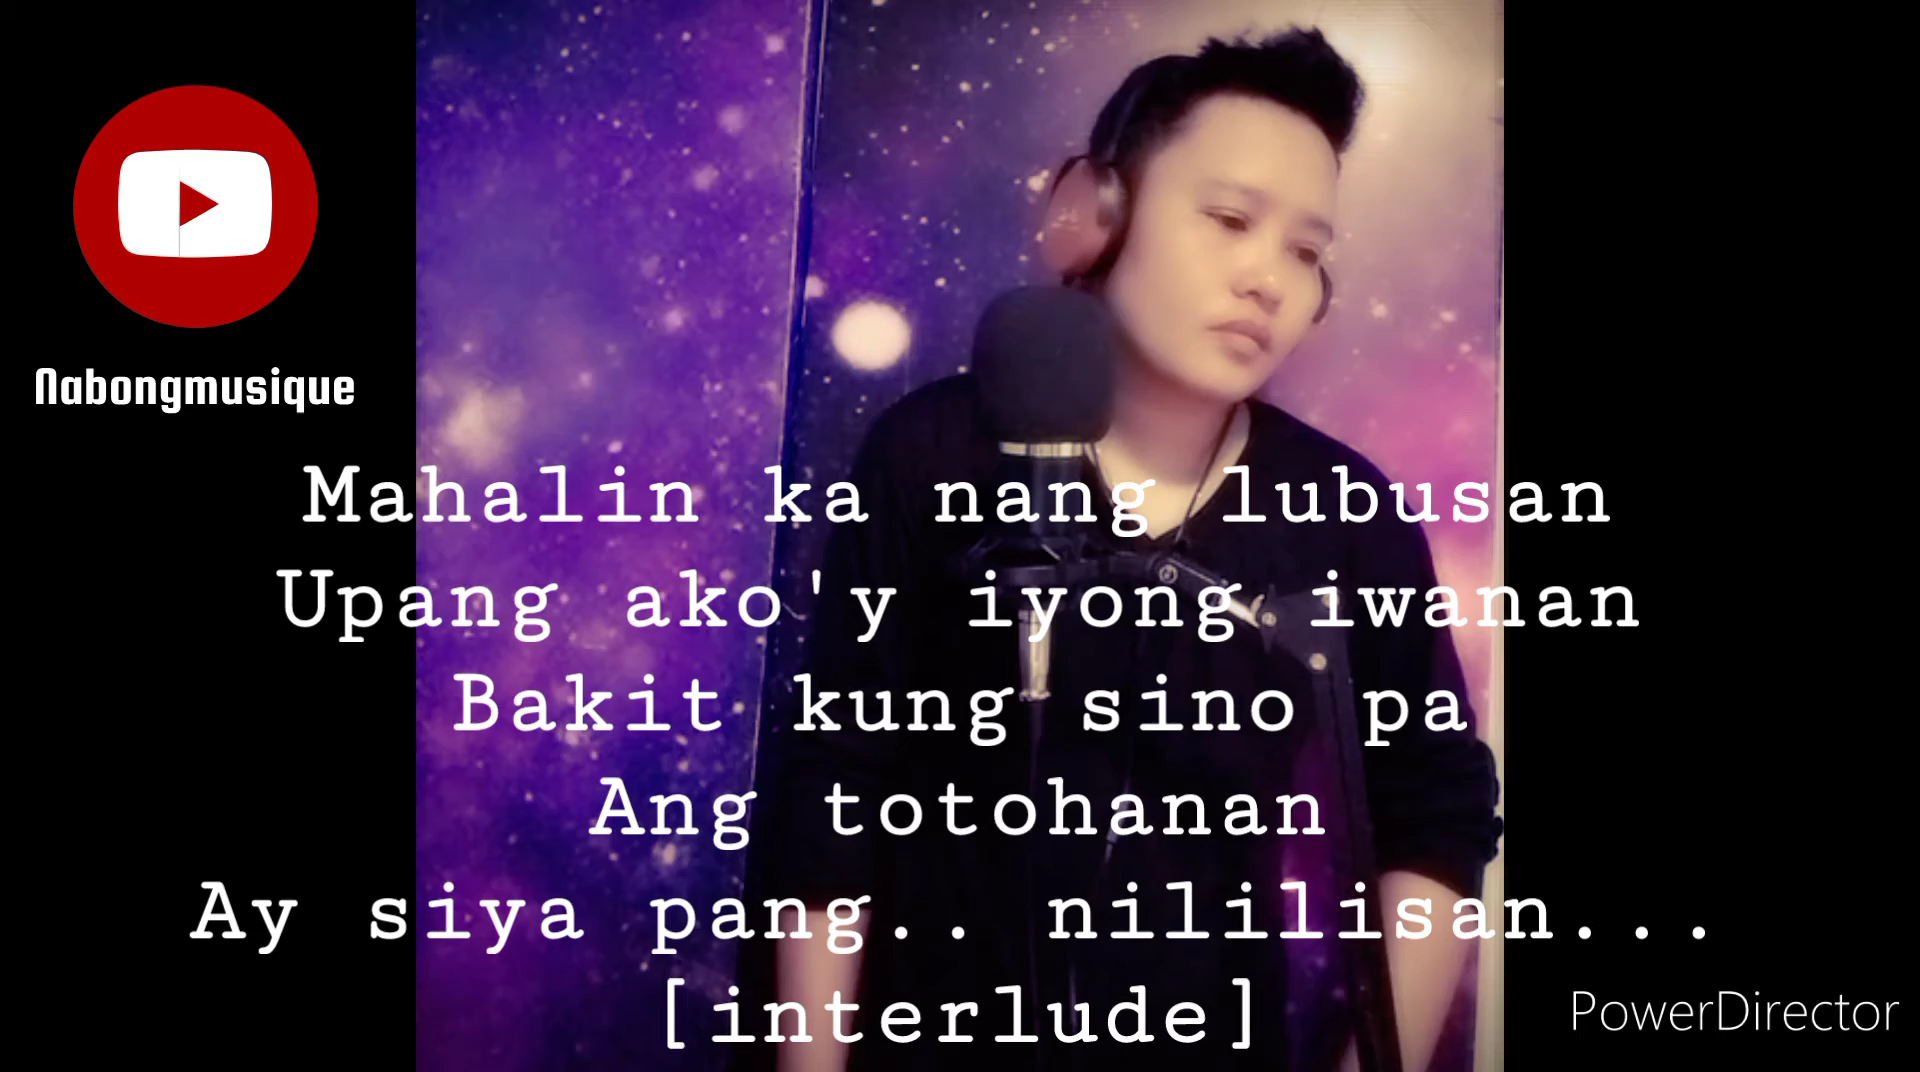 Nabongmusique
Mahalin ka nang lubusan
Upang ako'y iyong iwanan
Bakit kung sino pa
Ang totohanan
Ay siya pang.. nililisan...
[interlude]
PowerDirector